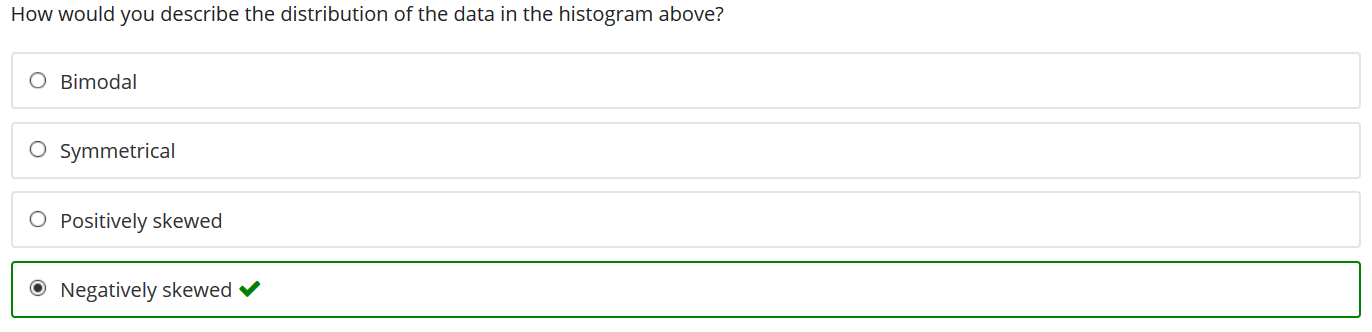 How would you describe the distribution of the data in the histogram above?
Bimodal
Symmetrical
Positively skewed
Negatively skewed